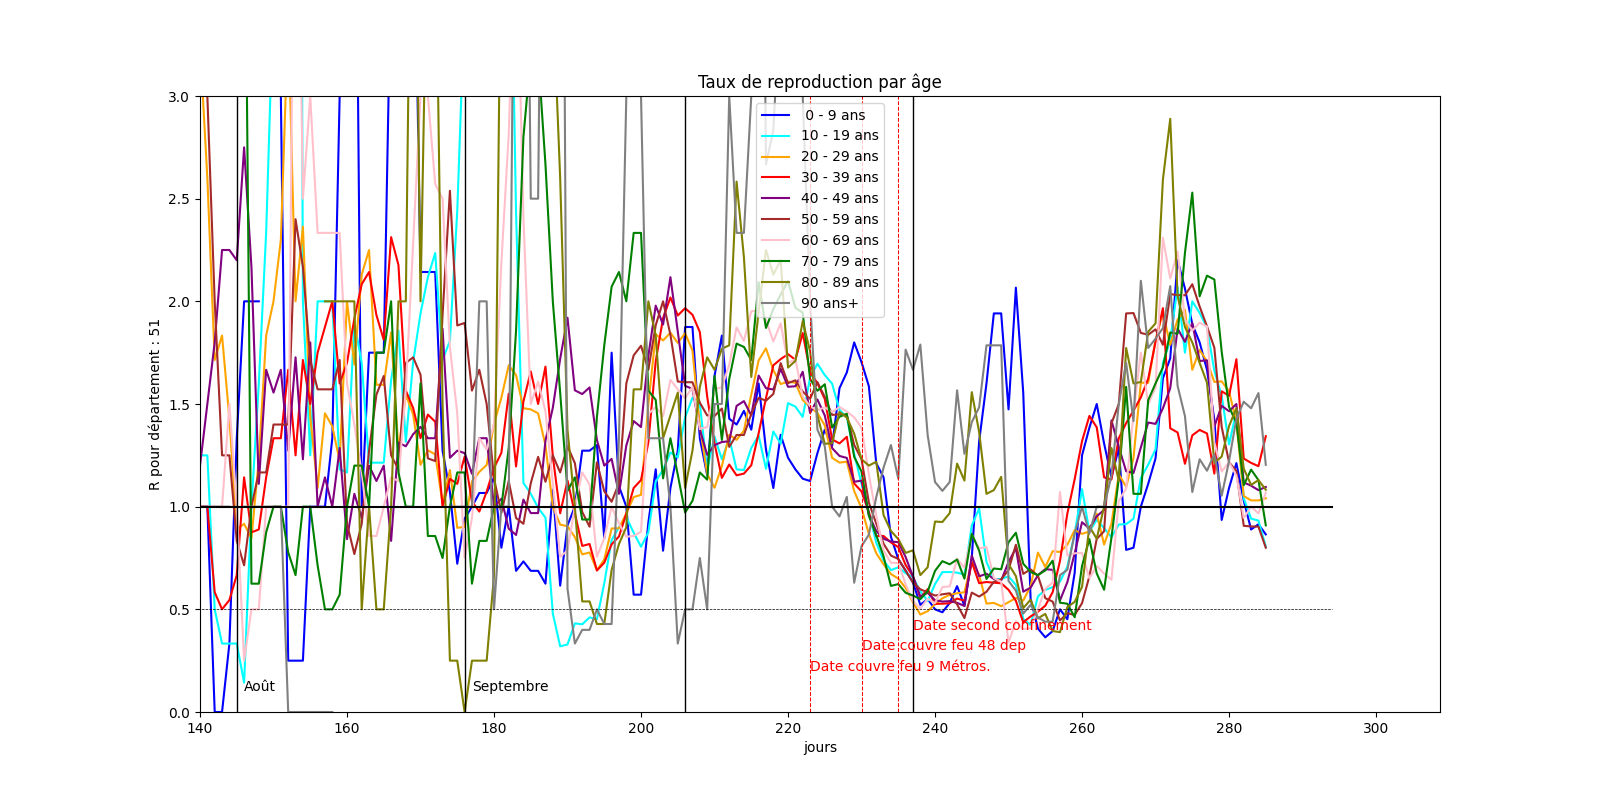 Taux de reproduction par âge
R pour département : 51
3.0
2.5
2.0
1.5
1.0
0.5
0.0
0 - 9 ans
10 - 19 ans
20 - 29 ans
30 - 39 ans
40 - 49 ans
50 - 59 ans
60 - 69 ans
70 - 79 ans
80 - 89 ans
90 ans+
Date second confinement
Date couvre feu 48 dep
Date couvre feu 9 Métros.
Août
Septembre
140
160
180
200
220
240
260
280
300
jours